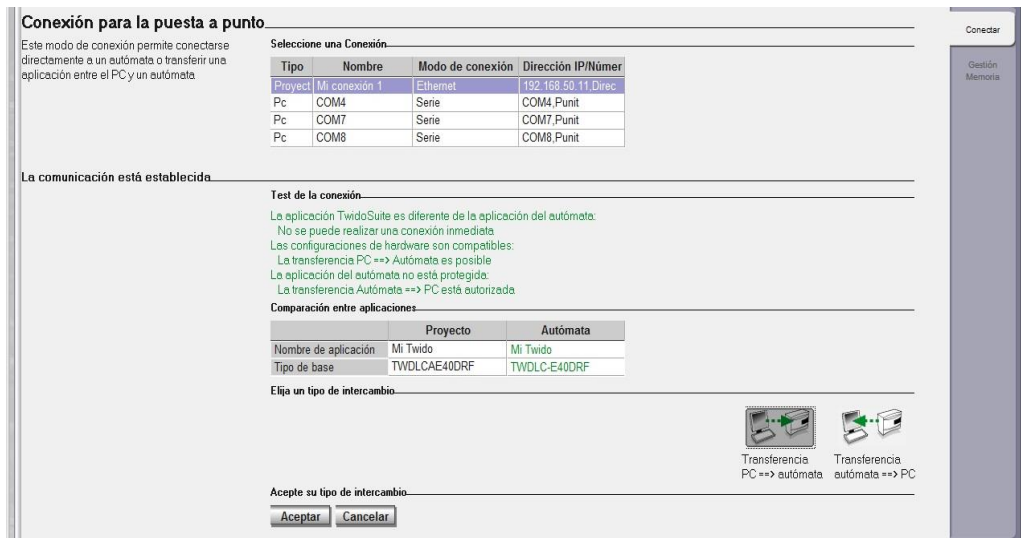 Conexión para la puesta a punto
Este modo de conexión permite conectarse
directamente a un autómata o transferir una
aplicación entre el PC y un autómata
Seleccione una Conexión
Tipo Nombre Modo de conexión Dirección IP/Númer
Proyect Mi conexión 1 Ethernet 192.168.50.11,Direc
Pc COM4 Serie COM4,Punit
Pc COM7 Serie COM7,Punit
Pc COM8 Serie COM8,Punit
Conectar
Gestión
Memoria
La comunicación está establecida
Test de la conexión
La aplicación TwidoSuite es diferente de la aplicación del autómata:
No se puede realizar una conexión inmediata
Las configuraciones de hardware son compatibles:
La transferencia PC ==> Autómata es posible
La aplicación del autómata no está protegida:
La transferencia Autómata ==> PC está autorizada
Comparación entre aplicaciones
Proyecto Autómata
Nombre de aplicación Mi Twido Mi Twido
Tipo de base TWDLCAE40DRF TWDLC-E40DRF
Elija un tipo de intercambio
Transferencia
PC ==> autómata
Transferencia
autómata ==> PC
Acepte su tipo de intercambio
Aceptar Cancelar